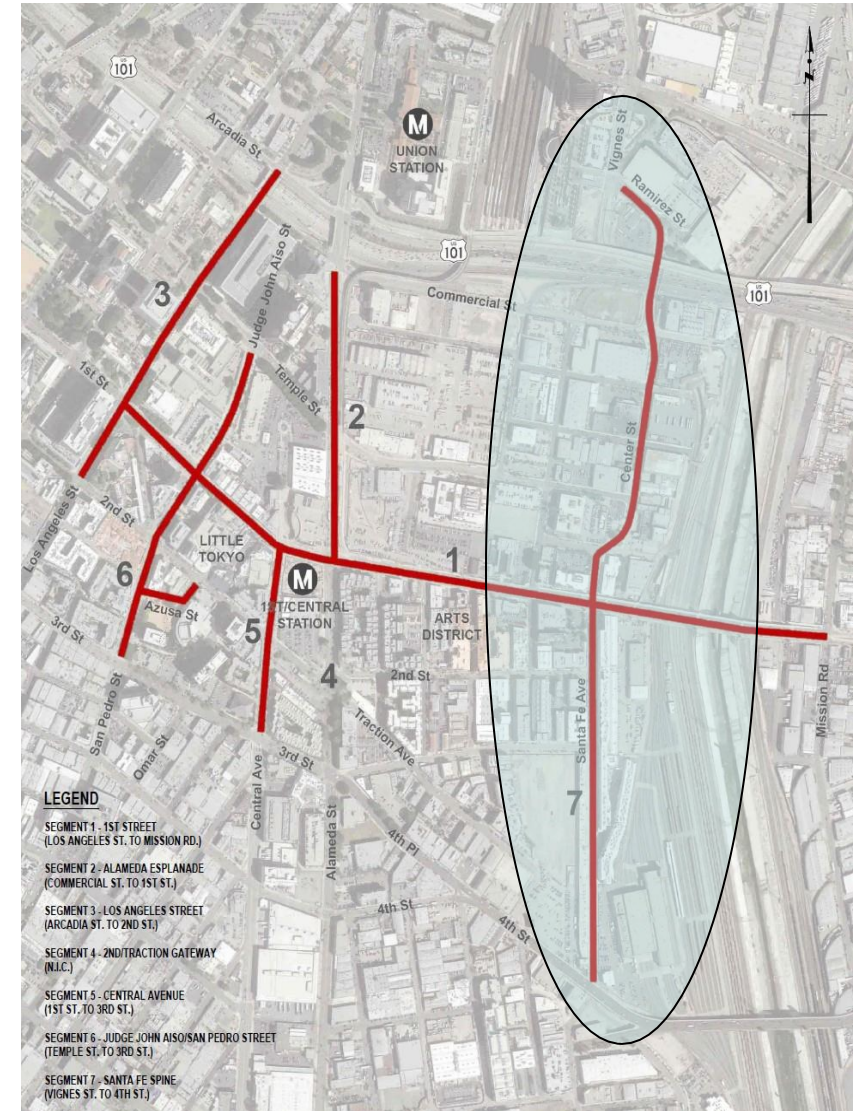 US
101
Arcadia St
M
UNION
STATION
Vignes St
Ramirez St
N
US
101
US
101
Commercial St
Judge John Aiso St
3
1st St
Temple St
2
Center St
Los Angeles St
2nd St
LITTLE
TOKYO
1
6
M
1ST/CENTRAL
STATION
Azusa St
5
ARTS
DISTRICT
3rd St
4
2nd St
San Pedro St
Omar St
Traction Ave
Santa Fe Ave
Mission Rd
3rd St
Central Ave
Alameda St
7
4th Pl
4th St
4th St
LEGEND
SEGMENT 1 - 1ST STREET
(LOS ANGELES ST. TO MISSION RD.)
SEGMENT 2 - ALAMEDA ESPLANADE
(COMMERCIAL ST. TO 1ST ST.)
SEGMENT 3 - LOS ANGELES STREET
(ARCADIA ST. TO 2ND ST.)
SEGMENT 4 - 2ND/TRACTION GATEWAY
(N.I.C.)
SEGMENT 5 - CENTRAL AVENUE
(1ST ST. TO 3RD ST.)
SEGMENT 6 - JUDGE JOHN AISO/SAN PEDRO STREET
(TEMPLE ST. TO 3RD ST.)
SEGMENT 7 - SANTA FE SPINE
(VIGNES ST. TO 4TH ST.)